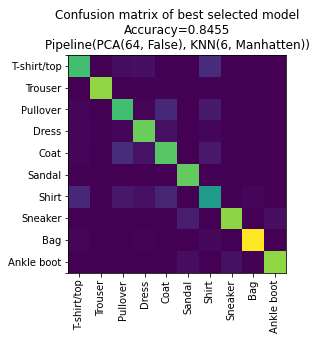 Confusion matrix of best selected model
Accuracy=0.8455
Pipeline(PCA(64, False), KNN(6, Manhatten))
T-shirt/top
Trouser
Pullover
Dress
Coat
Sandal
Shirt
Sneaker
Bag
Ankle boot
T-shirt/top
Trouser
Pullover
Dress
Coat
Sandal
Shirt
Sneaker
Bag
Ankle boot